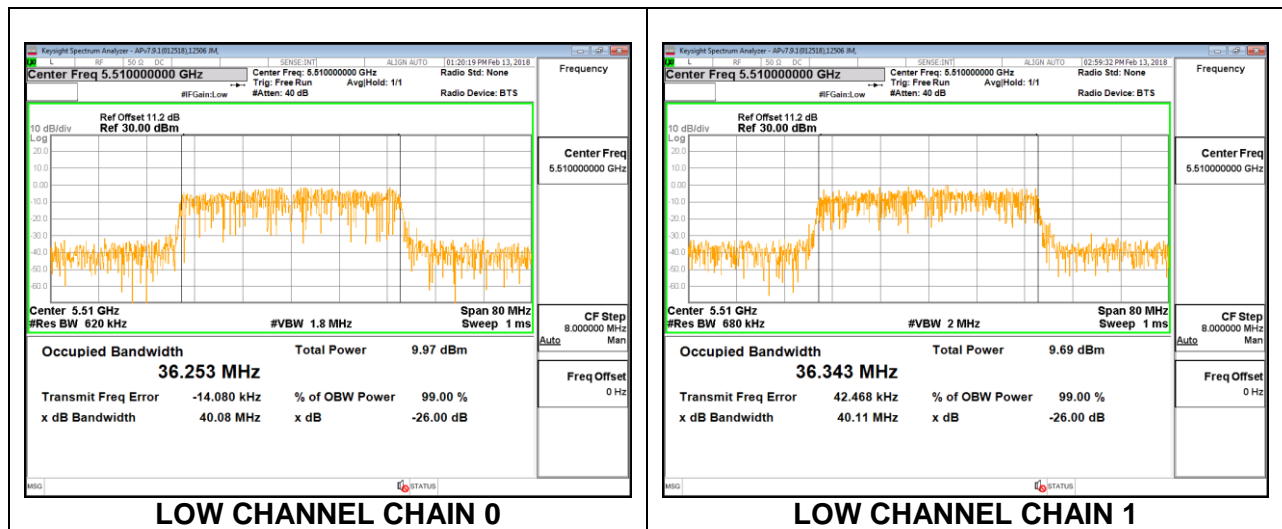 Keysight Spectrum Analyzer - APv7.9.1(012518),12506 JM,
L RF 50 Ω DC SENSE:INT ALIGN AUTO 01:20:19 PM Feb 13, 2018
Center Freq 5.510000000 GHz
Center Freq: 5.510000000 GHz Radio Std: None
Trig: Free Run Avg|Hold: 1/1
#IFGain:Low #Atten: 40 dB Radio Device: BTS
Frequency
Ref Offset 11.2 dB
10 dB/div Ref 30.00 dBm
Log
20.0
10.0
0.00
-10.0
-20.0
-30.0
-40.0
-50.0
-60.0
Center 5.51 GHz Span 80 MHz
#Res BW 620 kHz #VBW 1.8 MHz Sweep 1 ms
Center Freq
5.510000000 GHz
CF Step
8.000000 MHz
Auto Man
Freq Offset
0 Hz
Occupied Bandwidth Total Power 9.97 dBm
36.253 MHz
Transmit Freq Error -14.080 kHz % of OBW Power 99.00 %
x dB Bandwidth 40.08 MHz x dB -26.00 dB
MSG STATUS
LOW CHANNEL CHAIN 0
Keysight Spectrum Analyzer - APv7.9.1(012518),12506 JM,
L RF 50 Ω DC SENSE:INT ALIGN AUTO 02:59:32 PM Feb 13, 2018
Center Freq 5.510000000 GHz
Center Freq: 5.510000000 GHz Radio Std: None
Trig: Free Run Avg|Hold: 1/1
#IFGain:Low #Atten: 40 dB Radio Device: BTS
Frequency
Ref Offset 11.2 dB
10 dB/div Ref 30.00 dBm
Log
20.0
10.0
0.00
-10.0
-20.0
-30.0
-40.0
-50.0
-60.0
Center 5.51 GHz Span 80 MHz
#Res BW 680 kHz #VBW 2 MHz Sweep 1 ms
Center Freq
5.510000000 GHz
CF Step
8.000000 MHz
Auto Man
Freq Offset
0 Hz
Occupied Bandwidth Total Power 9.69 dBm
36.343 MHz
Transmit Freq Error 42.468 kHz % of OBW Power 99.00 %
x dB Bandwidth 40.11 MHz x dB -26.00 dB
MSG STATUS
LOW CHANNEL CHAIN 1